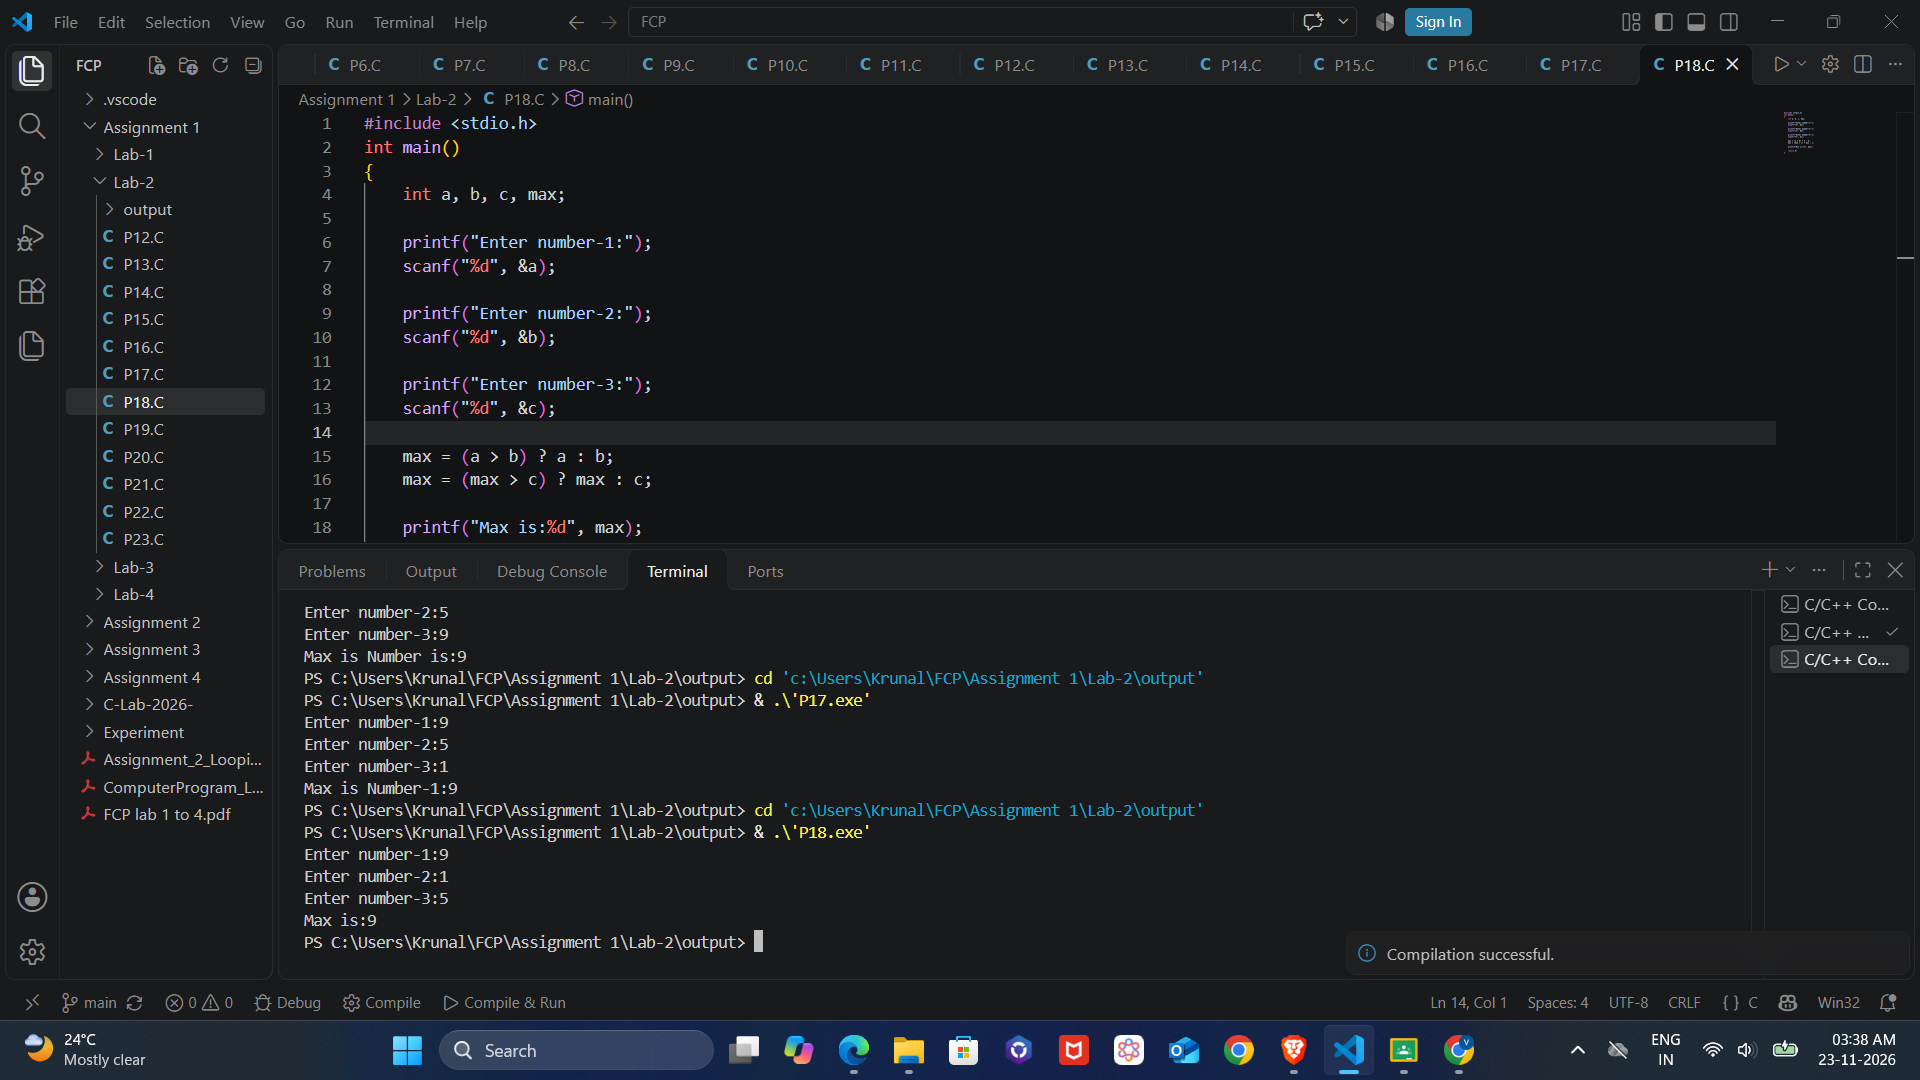 File Edit Selection View Go Run Terminal Help
FCP
Sign In
FCP
.vscode
Assignment 1
Lab-1
Lab-2
output
P12.C
P13.C
P14.C
P15.C
P16.C
P17.C
P18.C
P19.C
P20.C
P21.C
P22.C
P23.C
Lab-3
Lab-4
Assignment 2
Assignment 3
Assignment 4
C-Lab-2026-
Experiment
Assignment_2_Loopi...
ComputerProgram_L...
FCP lab 1 to 4.pdf
C P6.C C P7.C C P8.C C P9.C C P10.C C P11.C C P12.C C P13.C C P14.C C P15.C C P16.C C P17.C C P18.C
Assignment 1 > Lab-2 > C P18.C > main()
1 #include <stdio.h>
2 int main()
3 {
4 int a, b, c, max;
5
6 printf("Enter number-1:");
7 scanf("%d", &a);
8
9 printf("Enter number-2:");
10 scanf("%d", &b);
11
12 printf("Enter number-3:");
13 scanf("%d", &c);
14
15 max = (a > b) ? a : b;
16 max = (max > c) ? max : c;
17
18 printf("Max is:%d", max);
Problems Output Debug Console Terminal Ports
Enter number-2:5
Enter number-3:9
Max is Number is:9
PS C:\Users\Krunal\FCP\Assignment 1\Lab-2\output> cd 'c:\Users\Krunal\FCP\Assignment 1\Lab-2\output'
PS C:\Users\Krunal\FCP\Assignment 1\Lab-2\output> & .\'P17.exe'
Enter number-1:9
Enter number-2:5
Enter number-3:1
Max is Number-1:9
PS C:\Users\Krunal\FCP\Assignment 1\Lab-2\output> cd 'c:\Users\Krunal\FCP\Assignment 1\Lab-2\output'
PS C:\Users\Krunal\FCP\Assignment 1\Lab-2\output> & .\'P18.exe'
Enter number-1:9
Enter number-2:1
Enter number-3:5
Max is:9
PS C:\Users\Krunal\FCP\Assignment 1\Lab-2\output>
C/C++ Co...
C/C++ ...
C/C++ Co...
Compilation successful.
main 0 0 Debug Compile Compile & Run
Ln 14, Col 1 Spaces: 4 UTF-8 CRLF {} C Win32
24°C
Mostly clear
Search
ENG
IN
03:38 AM
23-11-2026